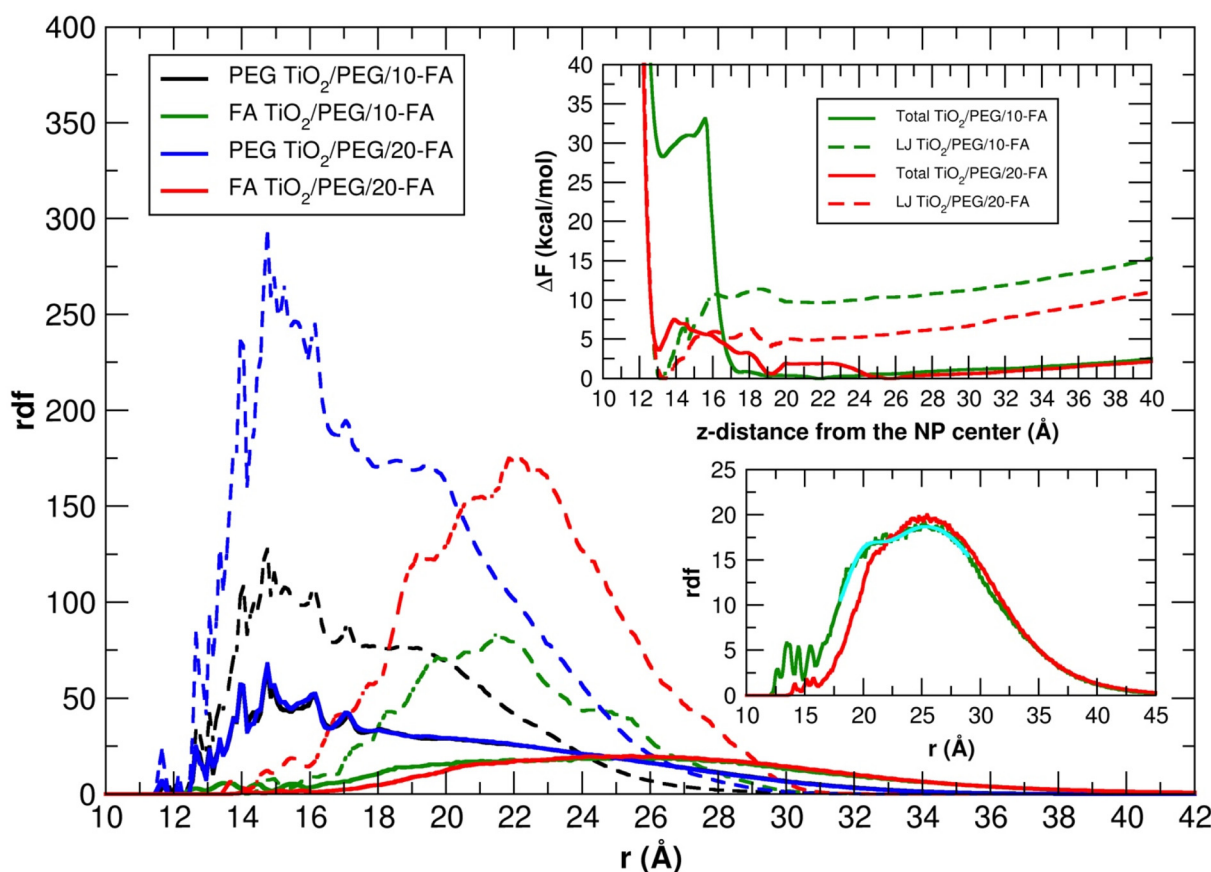 400
350
300
250
200
150
100
50
0
rdf
10 12 14 16 18 20 22 24 26 28 30 32 34 36 38 40 42
r (Å)
PEG TiO₂/PEG/10-FA
FA TiO₂/PEG/10-FA
PEG TiO₂/PEG/20-FA
FA TiO₂/PEG/20-FA
40
35
30
25
20
15
10
5
0
ΔF (kcal/mol)
10 12 14 16 18 20 22 24 26 28 30 32 34 36 38 40
z-distance from the NP center (Å)
Total TiO₂/PEG/10-FA
LJ TiO₂/PEG/10-FA
Total TiO₂/PEG/20-FA
LJ TiO₂/PEG/20-FA
25
20
15
10
5
0
rdf
10 15 20 25 30 35 40 45
r (Å)